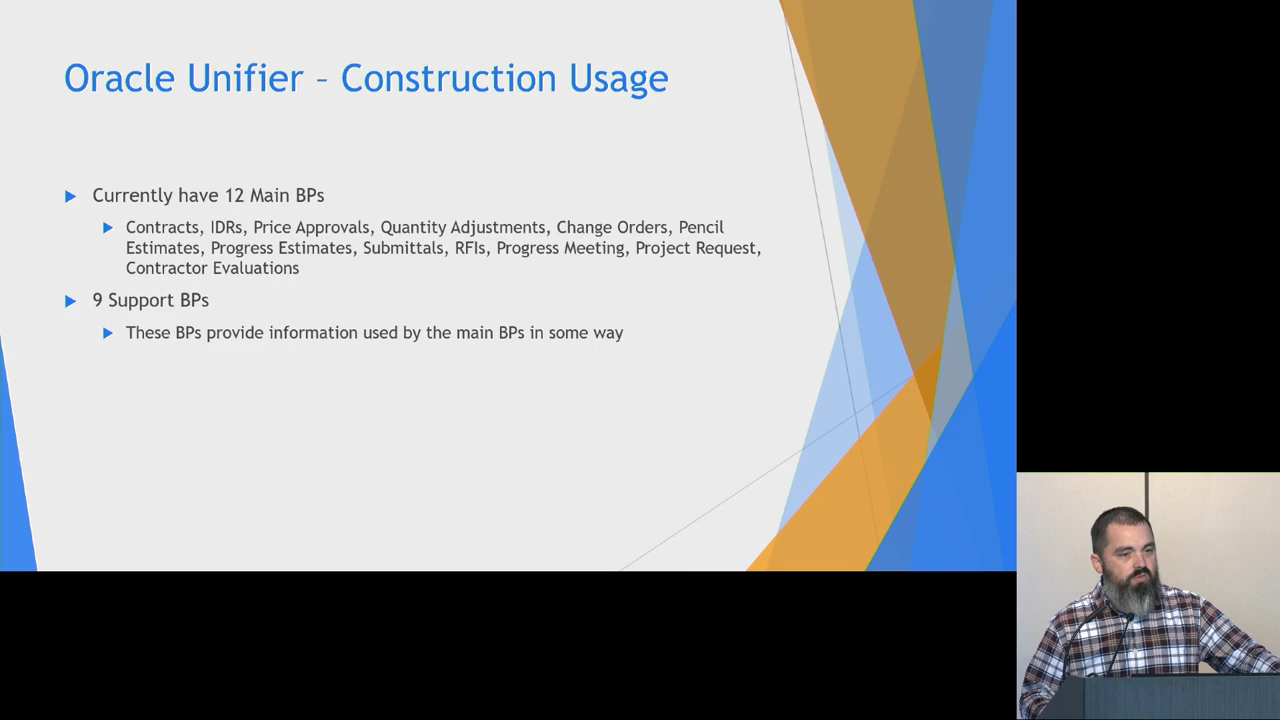 Oracle Unifier – Construction Usage
Currently have 12 Main BPs
Contracts, IDRs, Price Approvals, Quantity Adjustments, Change Orders, Pencil
Estimates, Progress Estimates, Submittals, RFIs, Progress Meeting, Project Request,
Contractor Evaluations
9 Support BPs
These BPs provide information used by the main BPs in some way